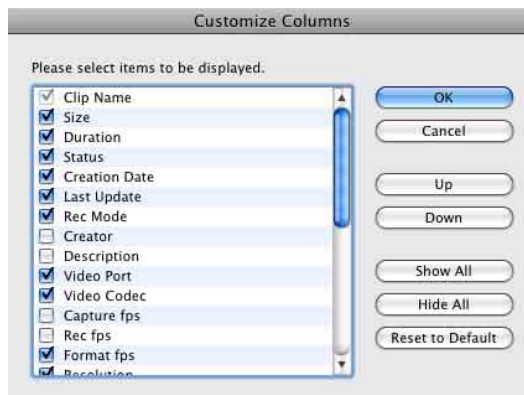 Customize Columns
Please select items to be displayed.
Clip Name
Size
Duration
Status
Creation Date
Last Update
Rec Mode
Creator
Description
Video Port
Video Codec
Capture fps
Rec fps
Format fps
Resolution
OK
Cancel
Up
Down
Show All
Hide All
Reset to Default